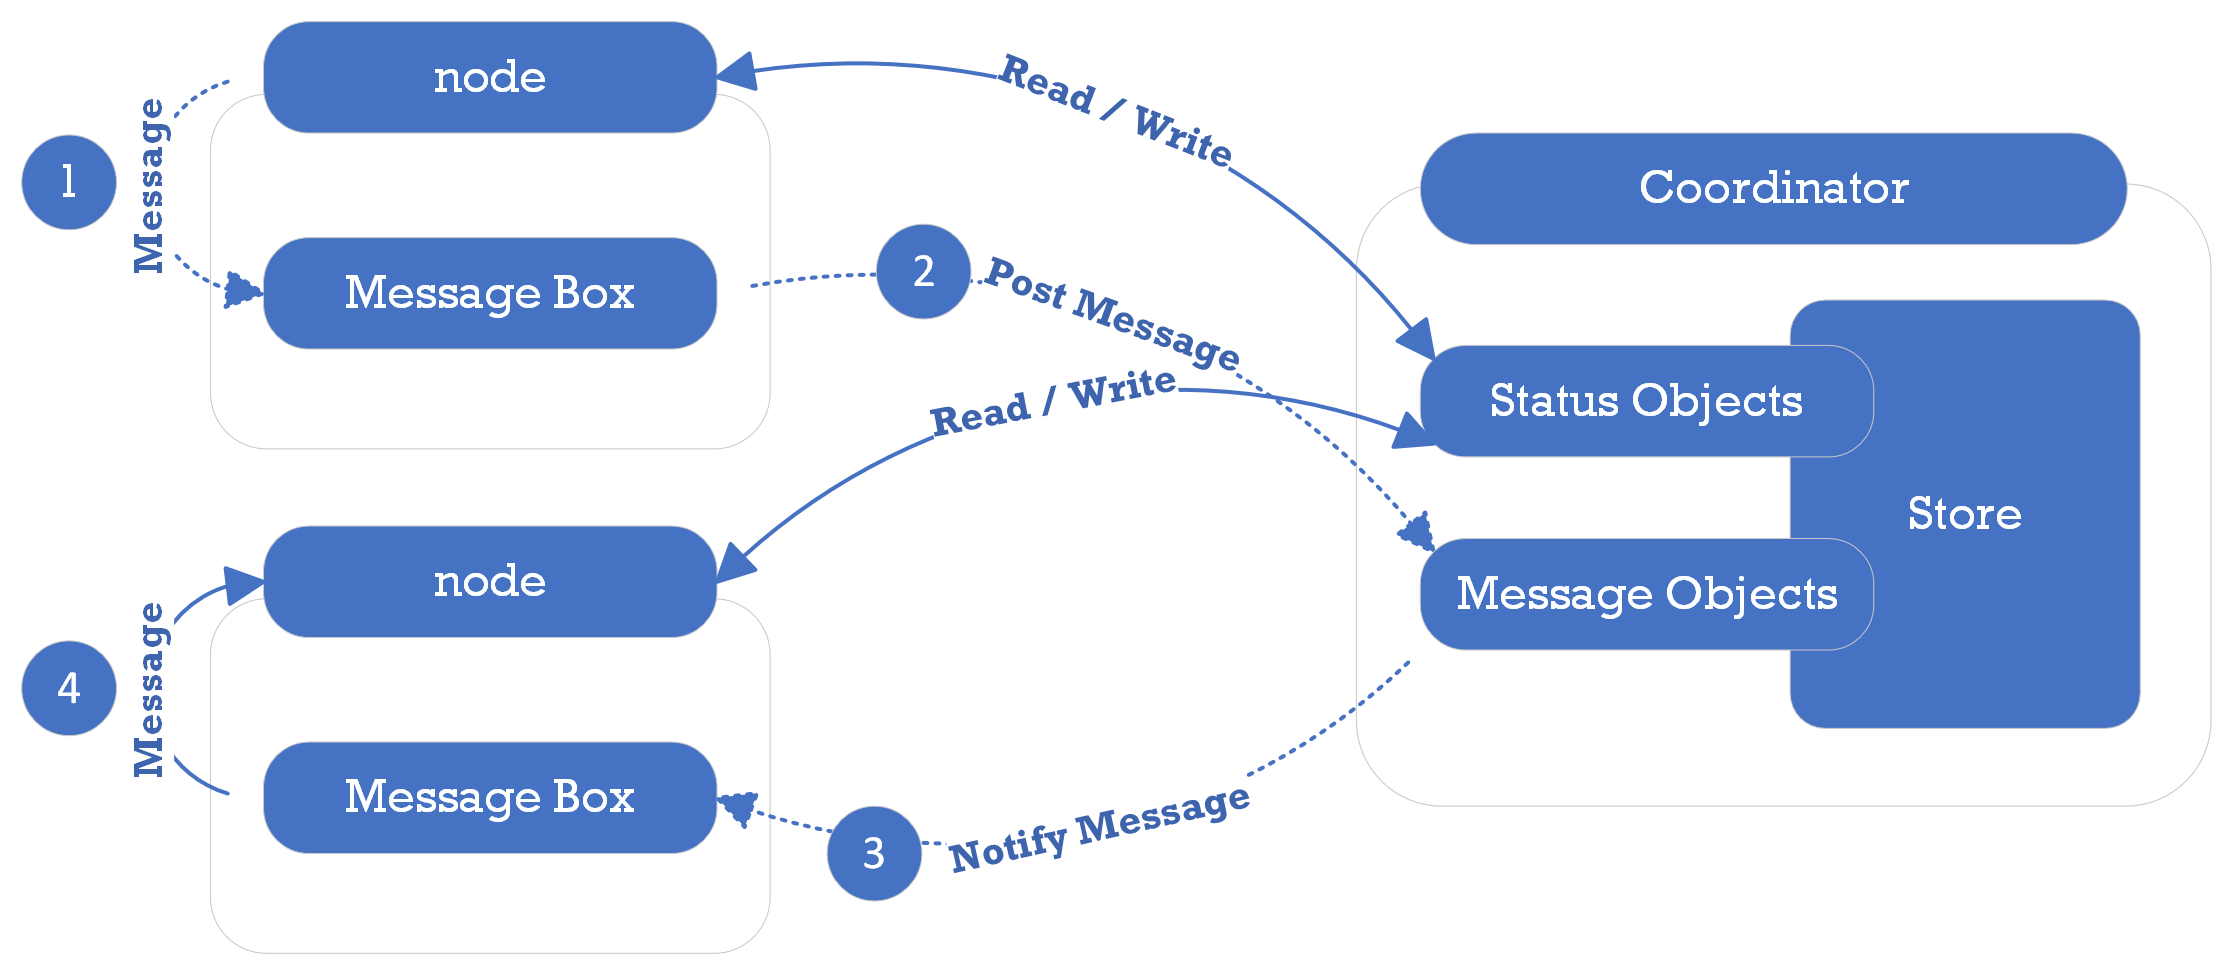 node
Read / Write
1
Message
Message Box
2
Post Message
Coordinator
Status Objects
Store
Message Objects
Read / Write
node
4
Message
Message Box
3
Notify Message